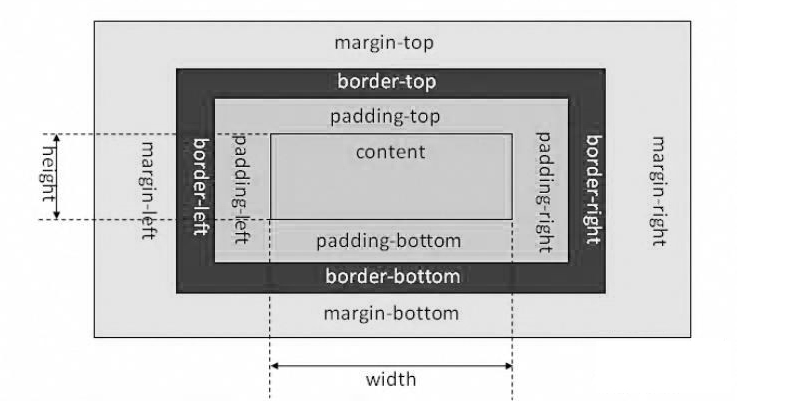 margin-top
border-top
padding-top
content
height
margin-left
border-left
padding-left
padding-right
border-right
margin-right
padding-bottom
border-bottom
margin-bottom
width